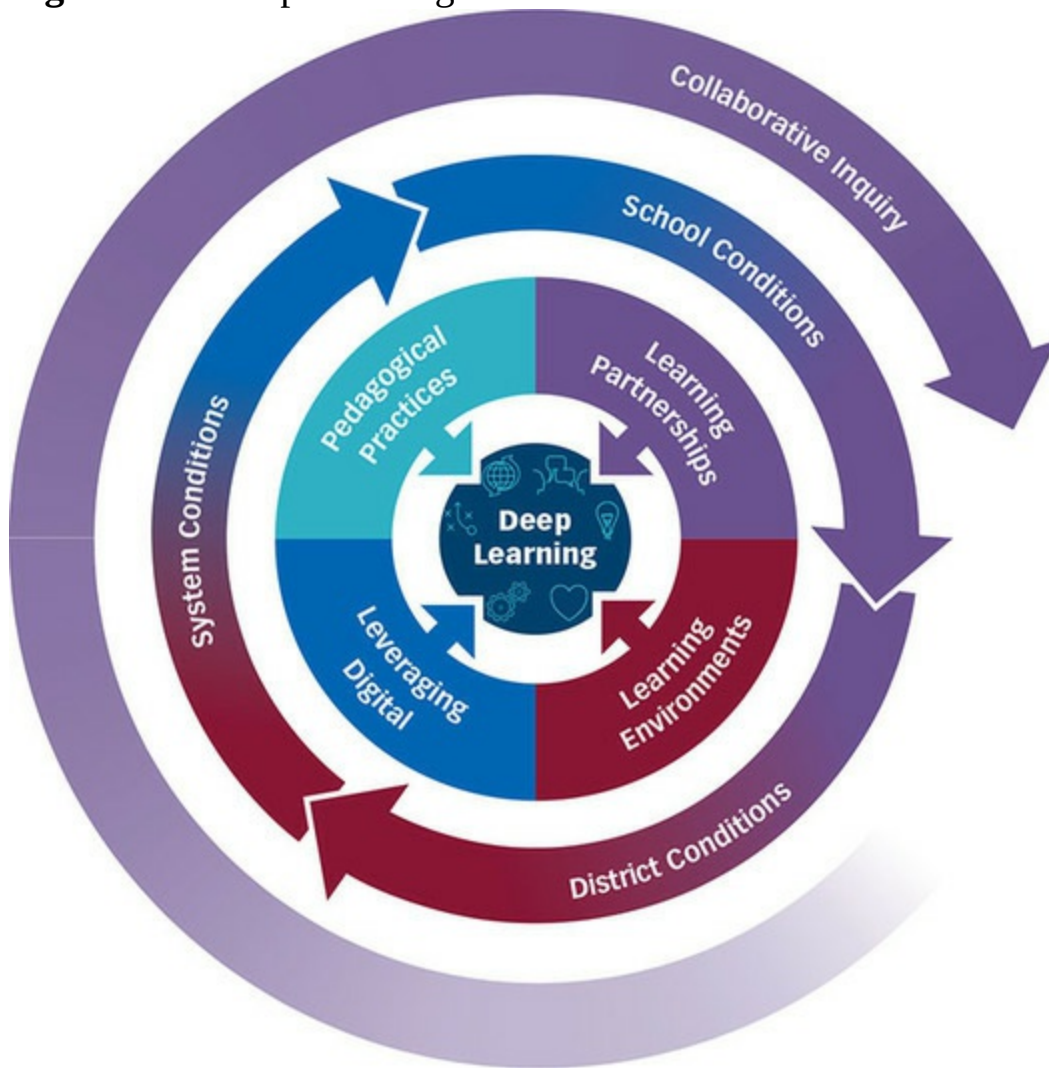 Collaborative Inquiry
School Conditions
System Conditions
District Conditions
Pedagogical
Practices
Learning
Partnerships
Deep
Learning
Leveraging
Digital
Learning
Environments